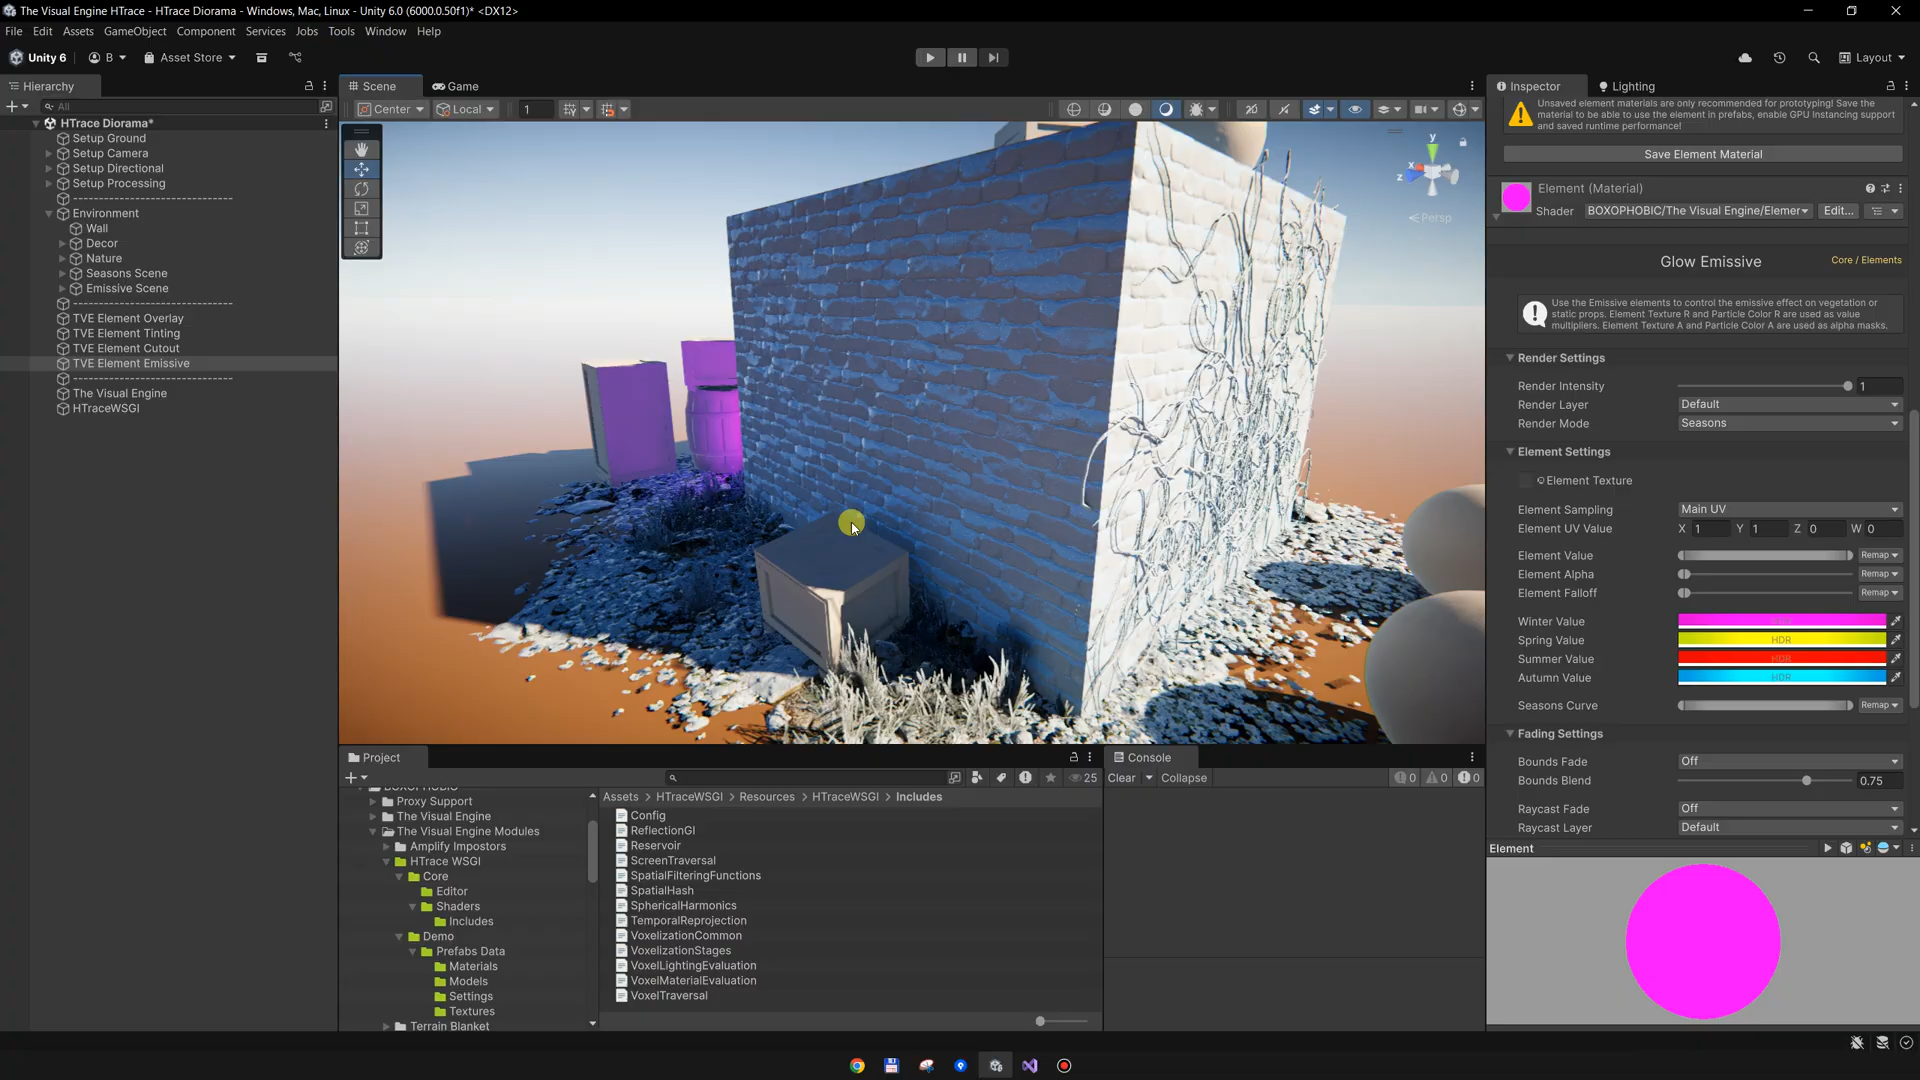 The Visual Engine HTrace - HTrace Diorama - Windows, Mac, Linux - Unity 6.0 (6000.0.50f1)* <DX12>
File Edit Assets GameObject Component Services Jobs Tools Window Help
Unity 6 B Asset Store Layout
Hierarchy
All
HTrace Diorama*
Setup Ground
Setup Camera
Setup Directional
Setup Processing
--------------------------------
Environment
Wall
Decor
Nature
Seasons Scene
Emissive Scene
--------------------------------
TVE Element Overlay
TVE Element Tinting
TVE Element Cutout
TVE Element Emissive
--------------------------------
The Visual Engine
HTraceWSGI
Scene Game
Center Local 1
y
x
z
Persp
Project
25
BOXOPHOBIC
Proxy Support
The Visual Engine
The Visual Engine Modules
Amplify Impostors
HTrace WSGI
Core
Editor
Shaders
Includes
Demo
Prefabs Data
Materials
Models
Settings
Textures
Terrain Blanket
Assets > HTraceWSGI > Resources > HTraceWSGI > Includes
Config
ReflectionGI
Reservoir
ScreenTraversal
SpatialFilteringFunctions
SpatialHash
SphericalHarmonics
TemporalReprojection
VoxelizationCommon
VoxelizationStages
VoxelLightingEvaluation
VoxelMaterialEvaluation
VoxelTraversal
Console
Clear Collapse 0 0 0
Inspector Lighting
Unsaved element materials are only recommended for prototyping! Save the
material to be able to use the element in prefabs, enable GPU Instancing support
and saved runtime performance!
Save Element Material
Element (Material)
Shader BOXOPHOBIC/The Visual Engine/Elemer Edit...
Glow Emissive Core / Elements
Use the Emissive elements to control the emissive effect on vegetation or
static props. Element Texture R and Particle Color R are used as value
multipliers. Element Texture A and Particle Color A are used as alpha masks.
Render Settings
Render Intensity 1
Render Layer Default
Render Mode Seasons
Element Settings
Element Texture
Element Sampling Main UV
Element UV Value X 1 Y 1 Z 0 W 0
Element Value Remap
Element Alpha Remap
Element Falloff Remap
Winter Value HDR
Spring Value HDR
Summer Value HDR
Autumn Value HDR
Seasons Curve Remap
Fading Settings
Bounds Fade Off
Bounds Blend 0.75
Raycast Fade Off
Raycast Layer Default
Element